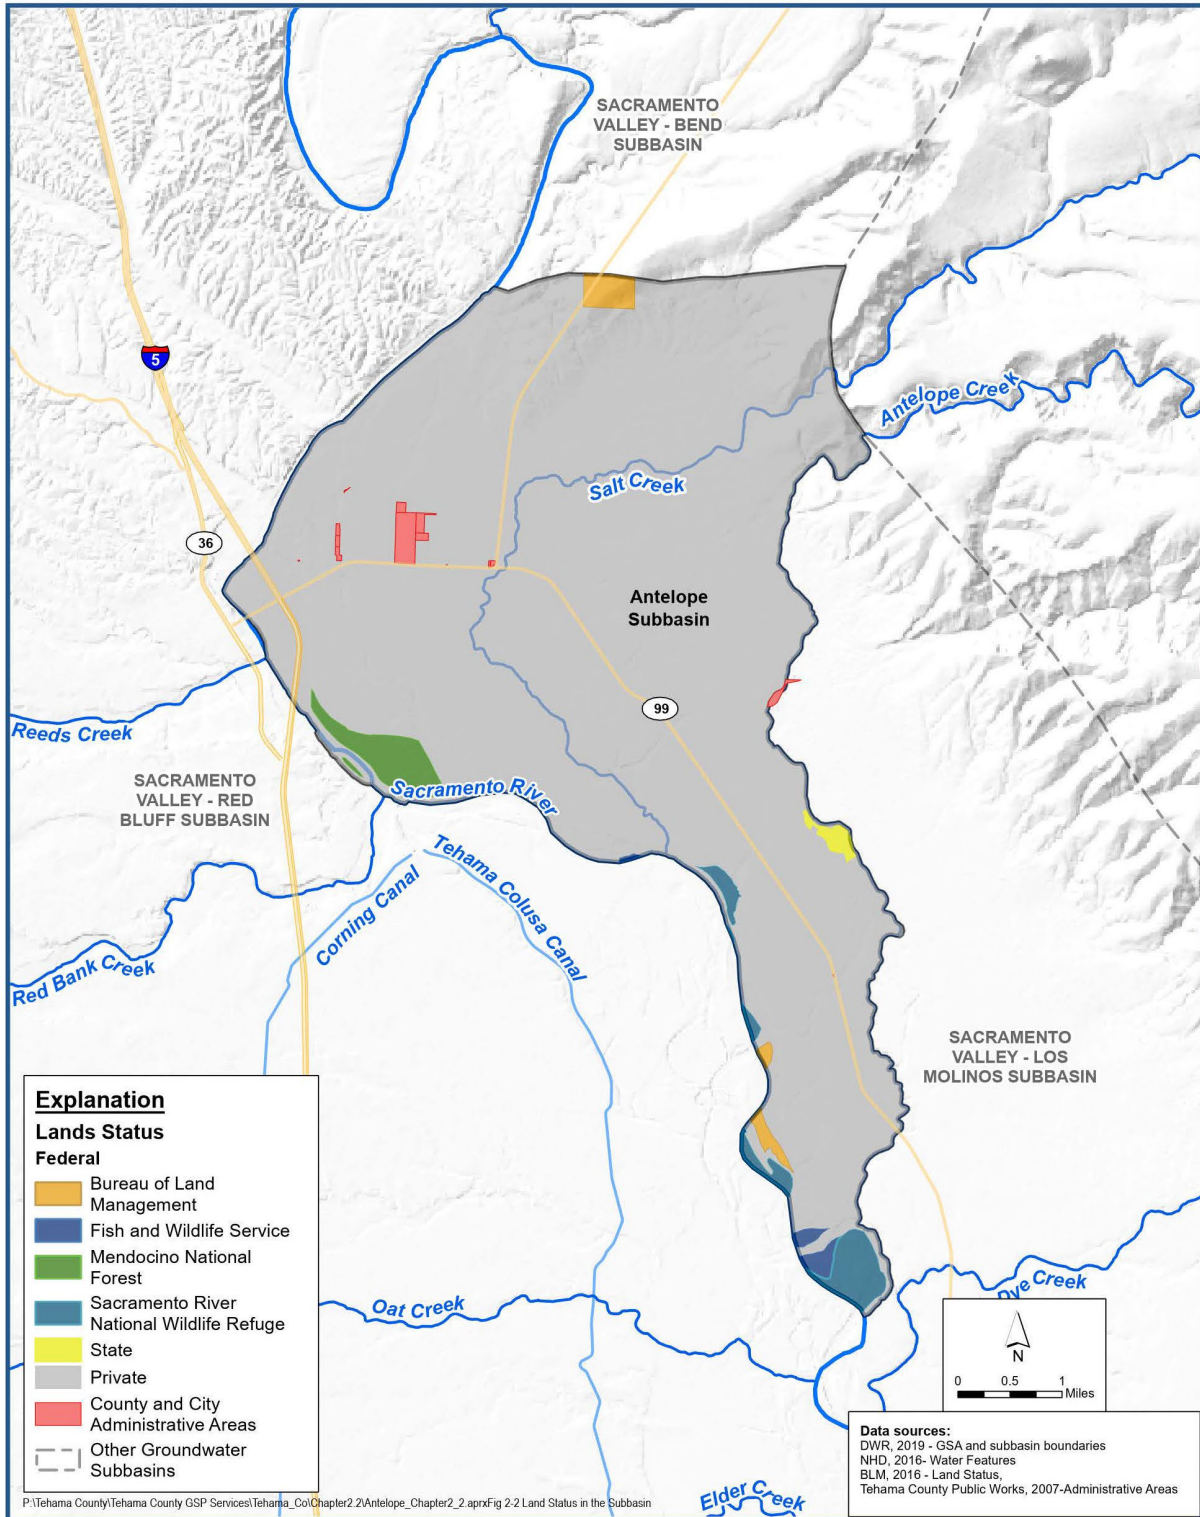 SACRAMENTO
VALLEY - BEND
SUBBASIN
5
Antelope Creek
Salt Creek
36
Antelope
Subbasin
99
Reeds Creek
SACRAMENTO
VALLEY - RED
BLUFF SUBBASIN
Sacramento River
Tehama Colusa Canal
Corning Canal
Red Bank Creek
SACRAMENTO
VALLEY - LOS
MOLINOS SUBBASIN
Explanation
Lands Status
Federal
Bureau of Land
Management
Fish and Wildlife Service
Mendocino National
Forest
Sacramento River
National Wildlife Refuge
State
Private
County and City
Administrative Areas
Other Groundwater
Subbasins
Oat Creek
Dye Creek
N
0 0.5 1
Miles
Data sources:
DWR, 2019 - GSA and subbasin boundaries
NHD, 2016- Water Features
BLM, 2016 - Land Status,
Tehama County Public Works, 2007-Administrative Areas
Elder Creek
P:\Tehama County\Tehama County GSP Services\Tehama_Co\Chapter2.2\Antelope_Chapter2_2.aprxFig 2-2 Land Status in the Subbasin